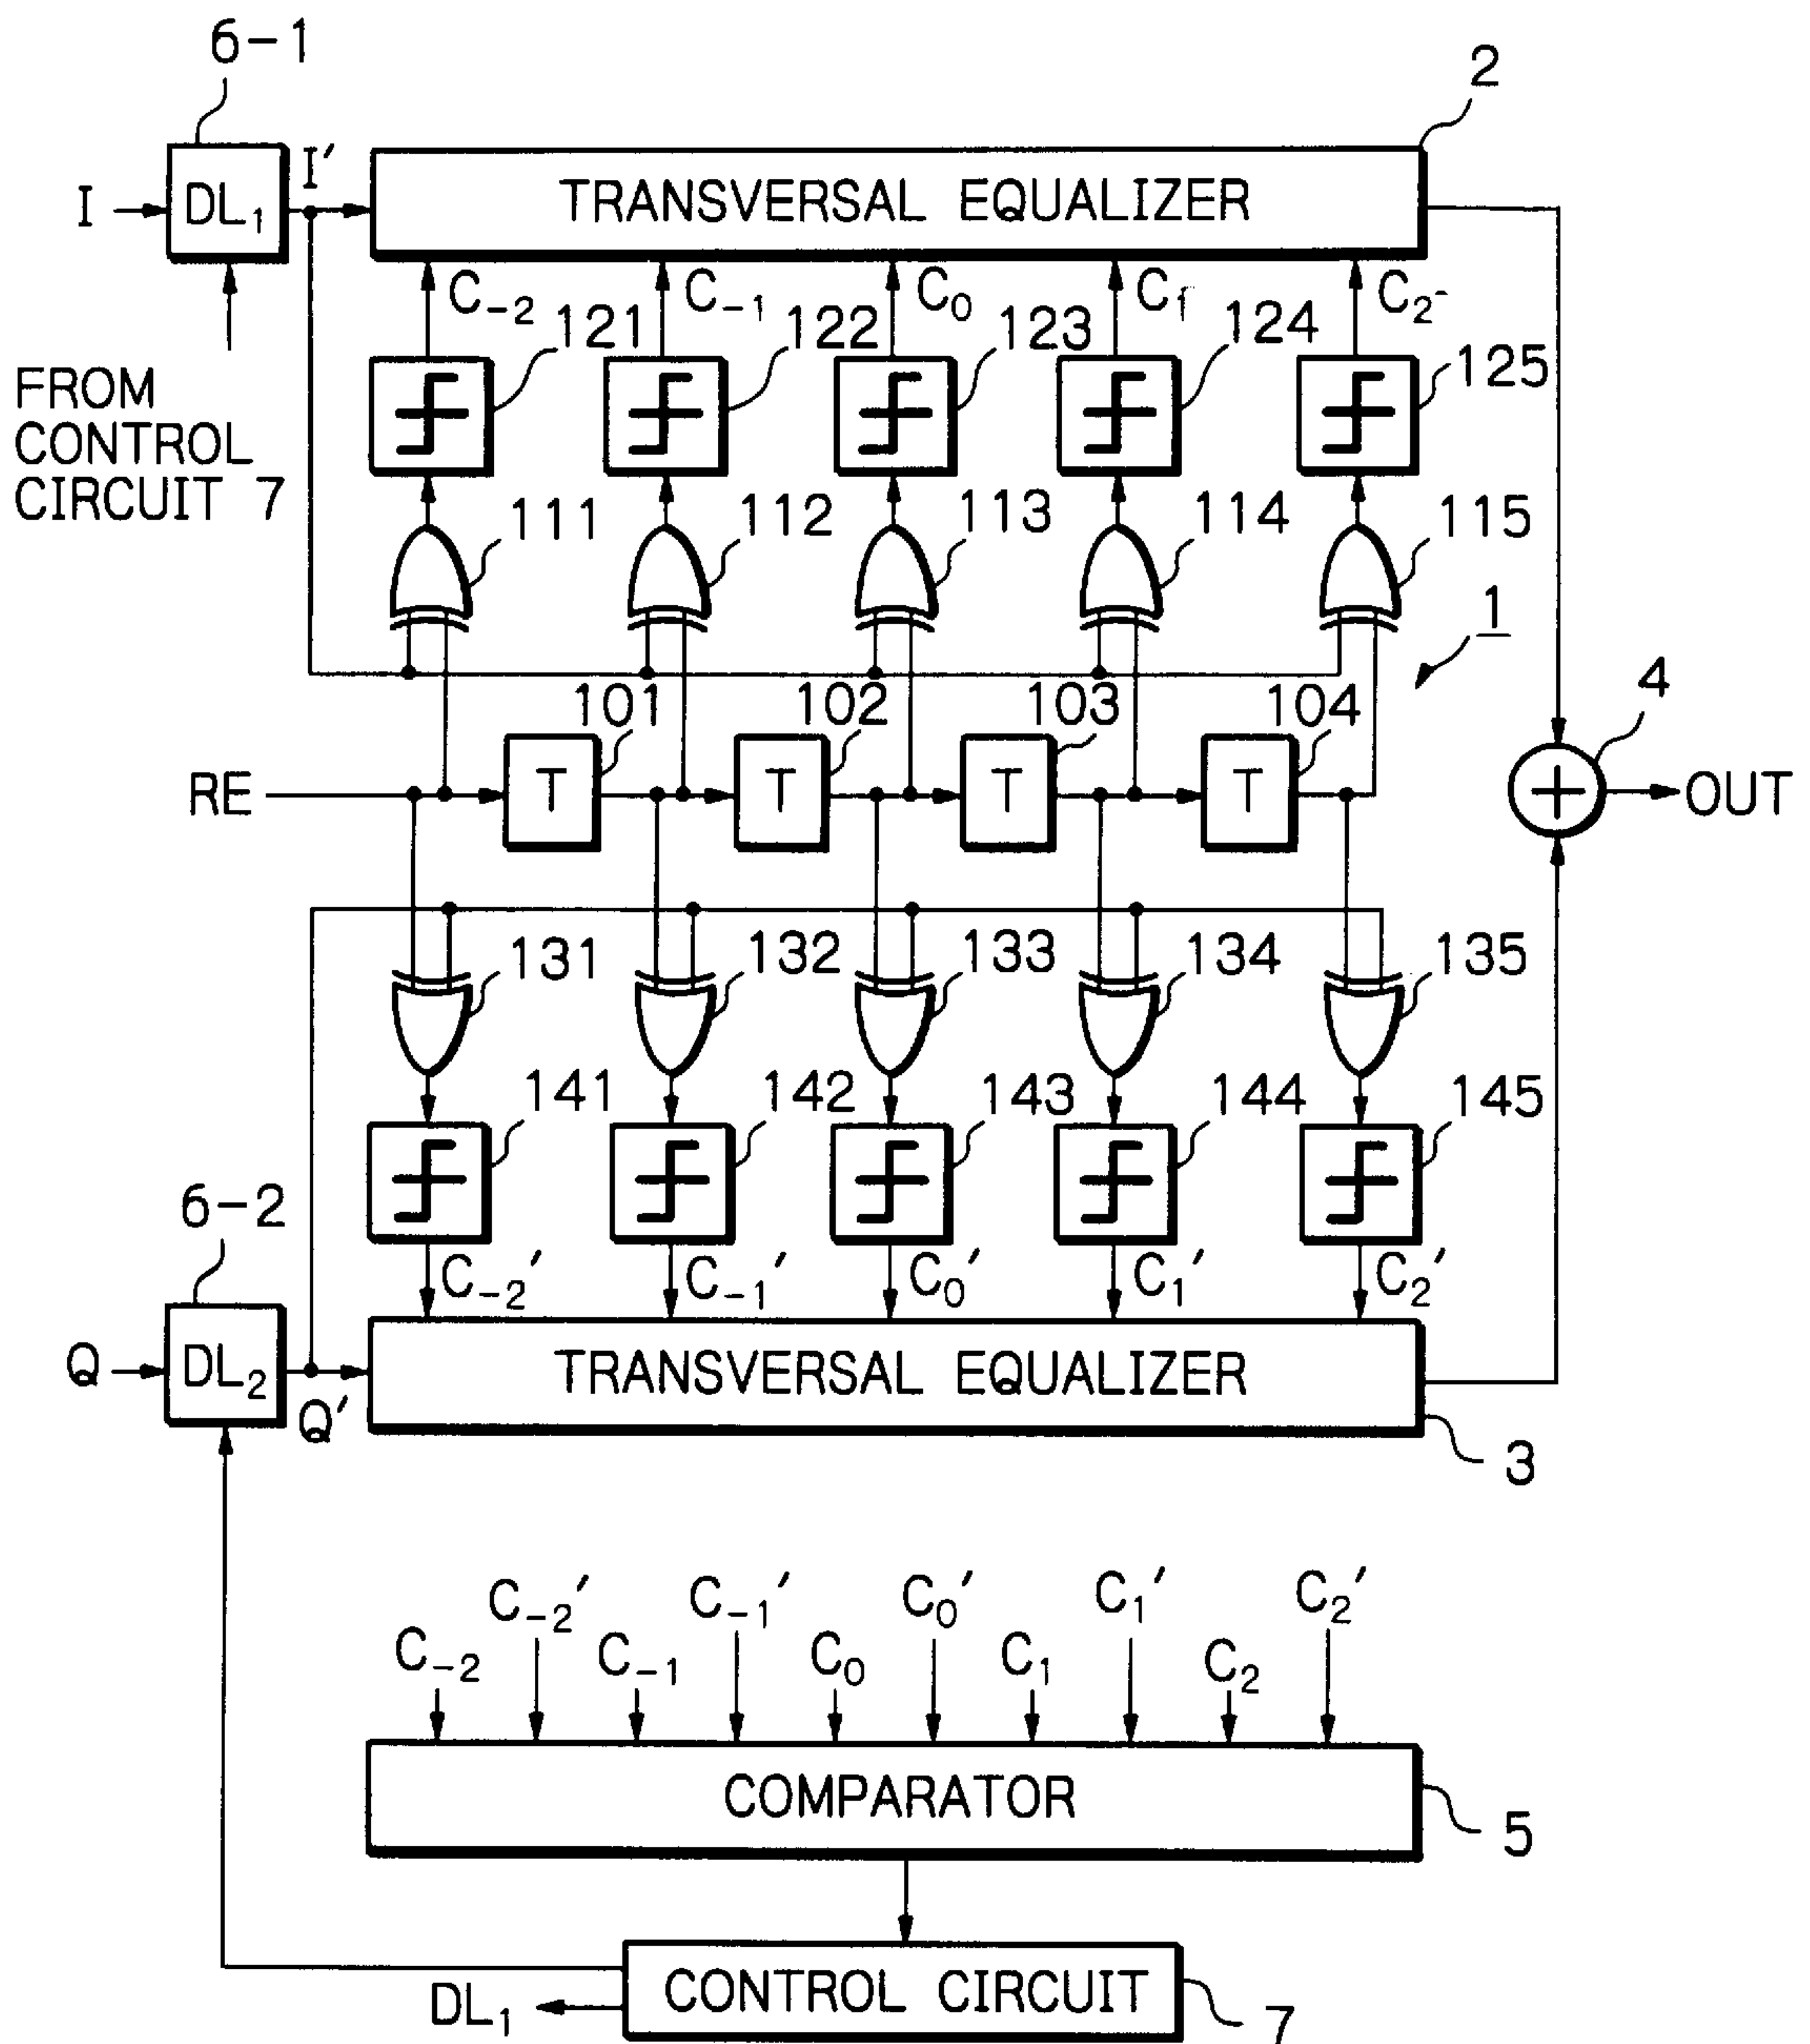 6-1
2
I
DL1
I′
TRANSVERSAL EQUALIZER
C-2
C-1
C0
C1
C2
121
122
123
124
125
FROM
CONTROL
CIRCUIT 7
111
112
113
114
115
1
101
102
103
104
4
RE
T
T
T
T
+
OUT
131
132
133
134
135
141
142
143
144
145
6-2
C-2′
C-1′
C0′
C1′
C2′
Q
DL2
Q′
TRANSVERSAL EQUALIZER
3
C-2′
C-1′
C0′
C1′
C2′
C-2
C-1
C0
C1
C2
COMPARATOR
5
CONTROL CIRCUIT
DL1
7